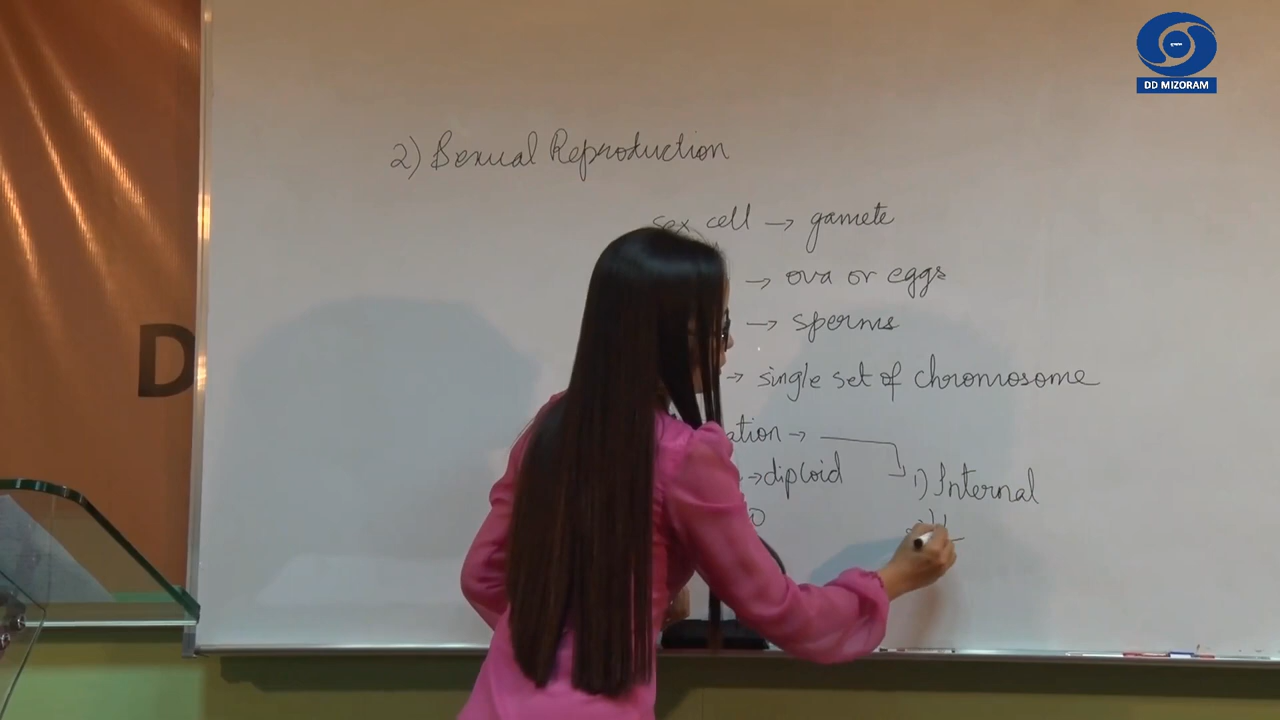 DD MIZORAM
2) Sexual Reproduction
sex cell → gamete
→ ova or eggs
→ sperms
D
→ single set of chromosome
ation →
→ diploid
1) Internal
2)